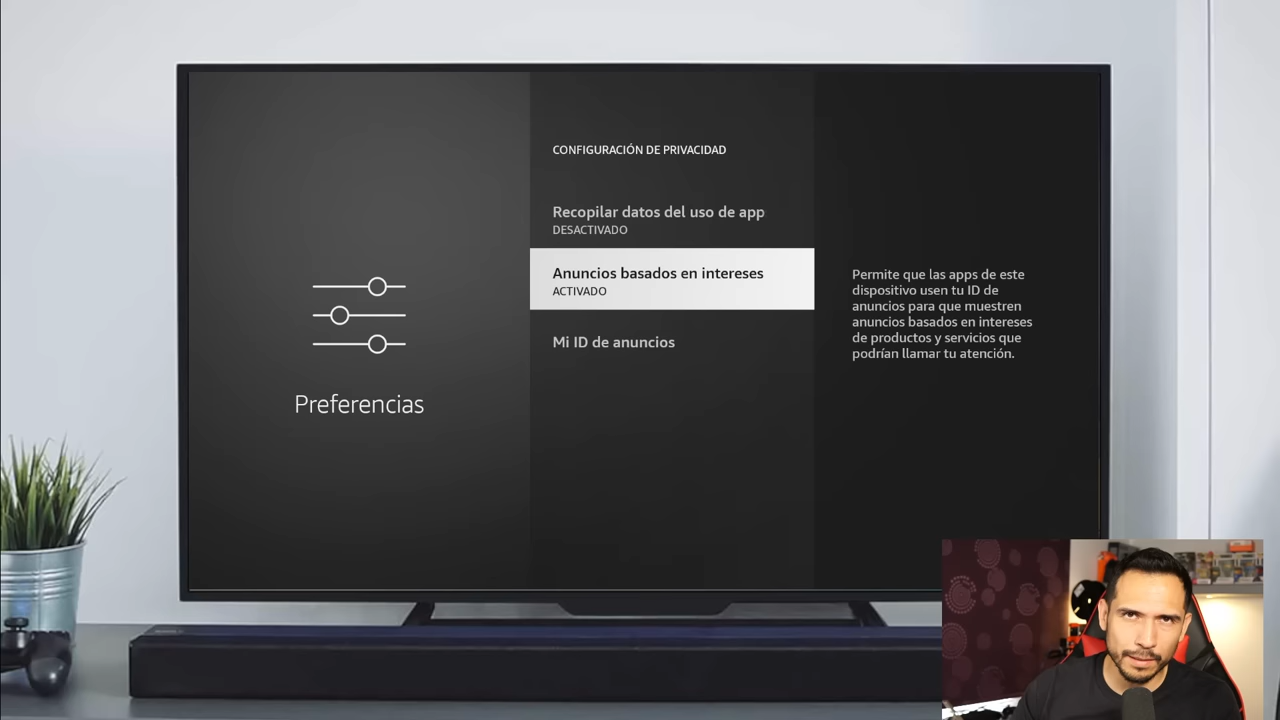 CONFIGURACIÓN DE PRIVACIDAD
Recopilar datos del uso de app
DESACTIVADO
Anuncios basados en intereses
ACTIVADO
Mi ID de anuncios
Preferencias
Permite que las apps de este
dispositivo usen tu ID de
anuncios para que muestren
anuncios basados en intereses
de productos y servicios que
podrían llamar tu atención.